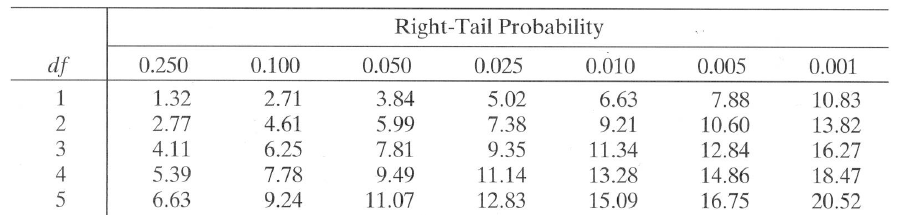 Right-Tail Probability
df 0.250 0.100 0.050 0.025 0.010 0.005 0.001
1 1.32 2.71 3.84 5.02 6.63 7.88 10.83
2 2.77 4.61 5.99 7.38 9.21 10.60 13.82
3 4.11 6.25 7.81 9.35 11.34 12.84 16.27
4 5.39 7.78 9.49 11.14 13.28 14.86 18.47
5 6.63 9.24 11.07 12.83 15.09 16.75 20.52